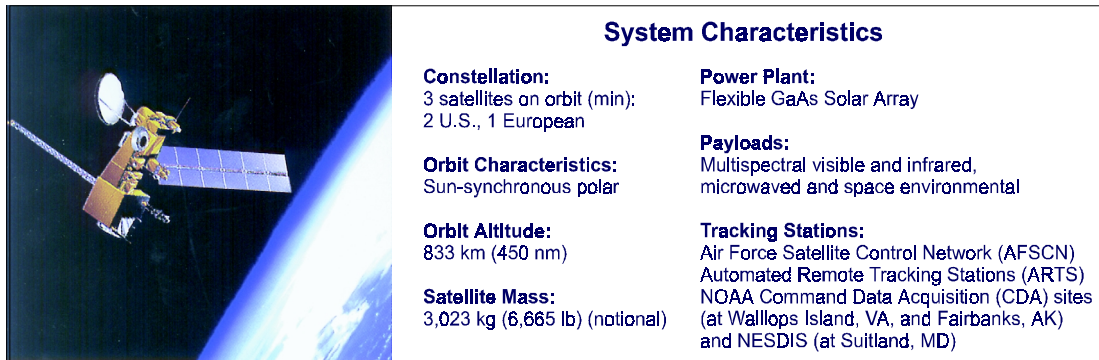 System Characteristics
Constellation:
3 satellites on orbit (min):
2 U.S., 1 European
Orbit Characteristics:
Sun-synchronous polar
Orbit Altitude:
833 km (450 nm)
Satellite Mass:
3,023 kg (6,665 lb) (notional)
Power Plant:
Flexible GaAs Solar Array
Payloads:
Multispectral visible and infrared,
microwaved and space environmental
Tracking Stations:
Air Force Satellite Control Network (AFSCN)
Automated Remote Tracking Stations (ARTS)
NOAA Command Data Acquisition (CDA) sites
(at Walllops Island, VA, and Fairbanks, AK)
and NESDIS (at Suitland, MD)